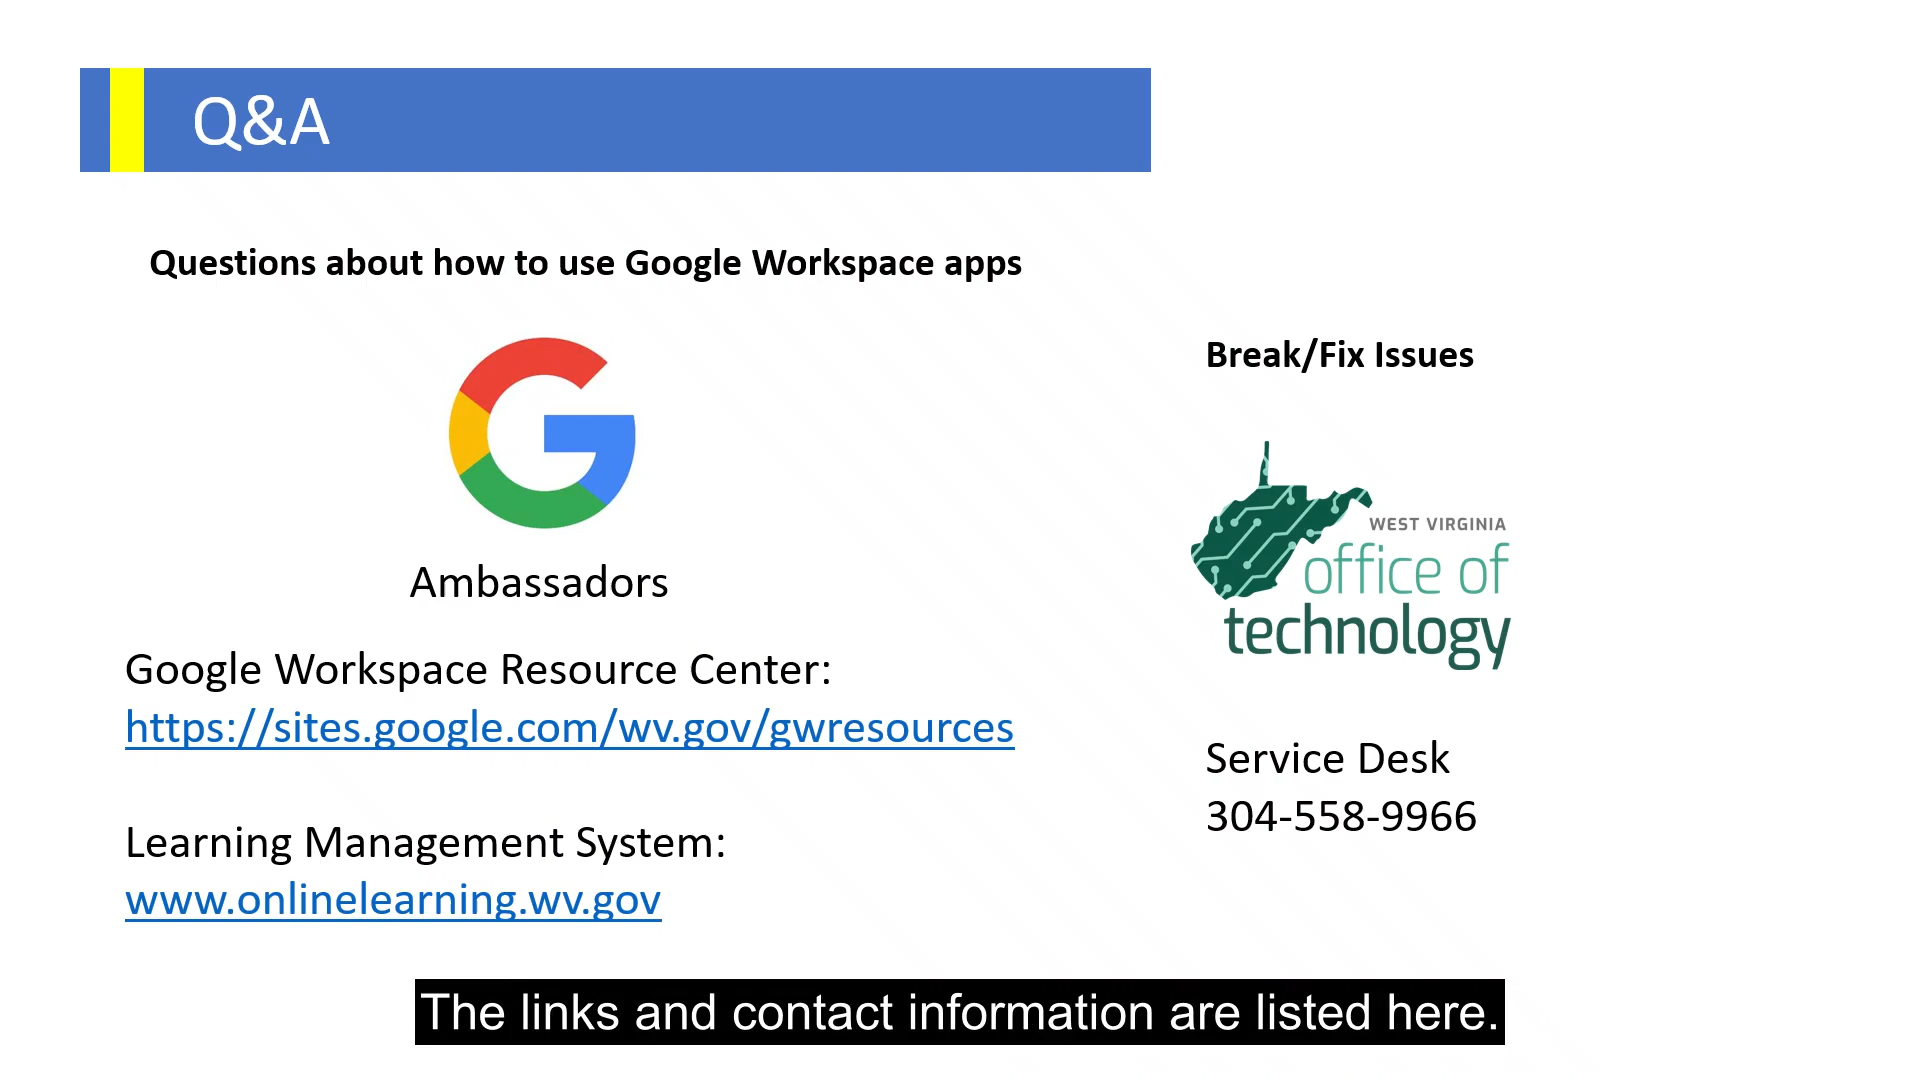 Q&A
Questions about how to use Google Workspace apps
Ambassadors
Google Workspace Resource Center:
https://sites.google.com/wv.gov/gwresources
Learning Management System:
www.onlinelearning.wv.gov
Break/Fix Issues
WEST VIRGINIA
office of
technology
Service Desk
304-558-9966
The links and contact information are listed here.